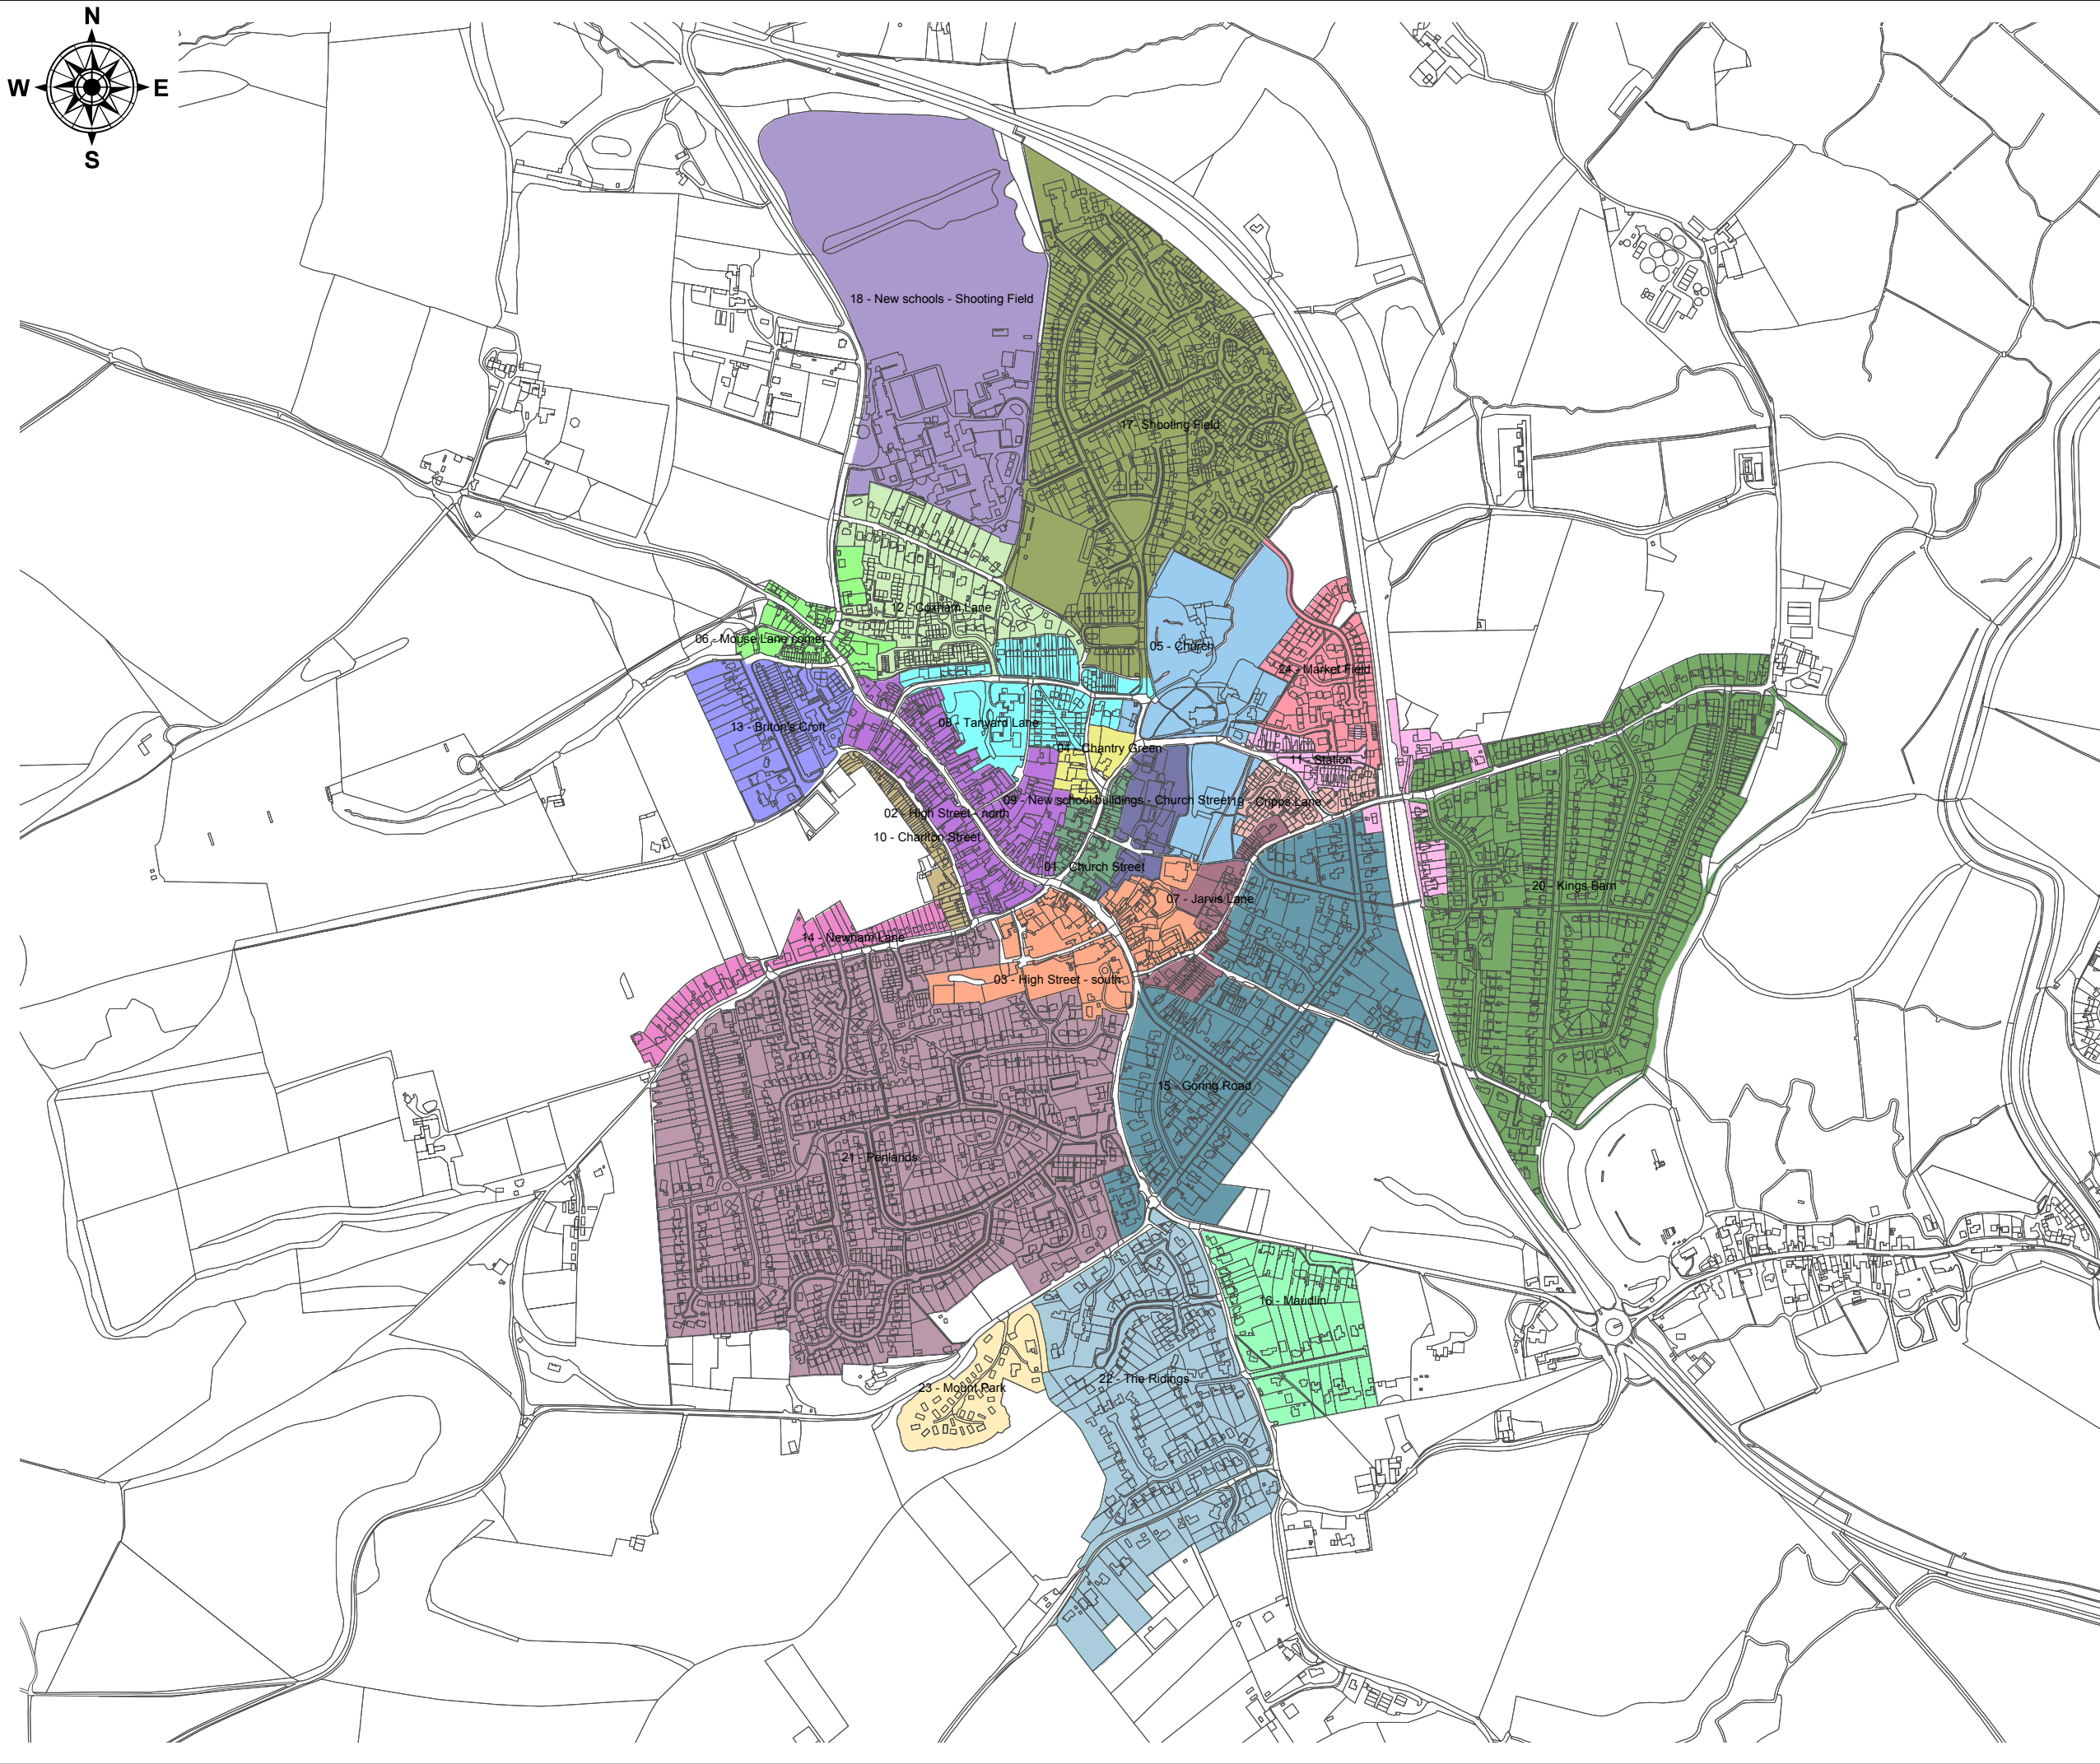 N
W E
S
18 - New schools - Shooting Field
17- Shooting Field
12 - Coxham Lane
06 - Mouse Lane corner
05 - Church
24 - Market Field
13 - Briton's Croft
08 - Tanyard Lane
04 - Chantry Green
11 - Station
09 - New school buildings - Church Street
19 - Cripps Lane
02 - High Street - north
10 - Charlton Street
01 - Church Street
20 - Kings Barn
07 - Jarvis Lane
14 - Newham Lane
03 - High Street - south
15 - Goring Road
21 - Penlands
16 - Maudlin
22 - The Ridings
23 - Mount Park